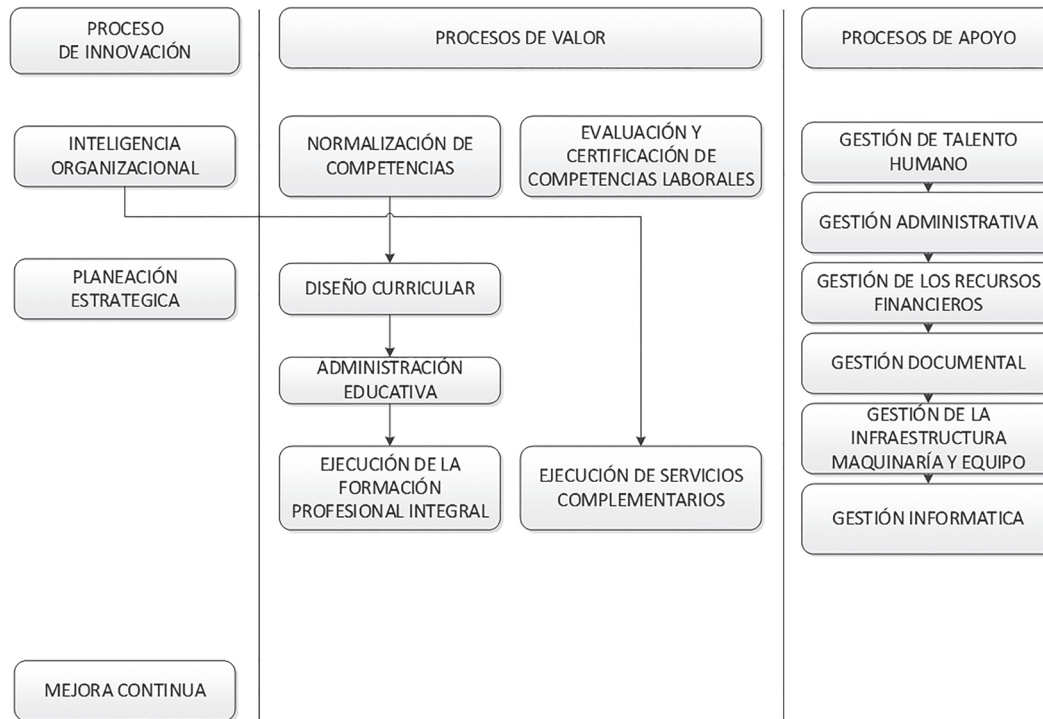 PROCESO
DE INNOVACIÓN
PROCESOS DE VALOR
PROCESOS DE APOYO
INTELIGENCIA
ORGANIZACIONAL
PLANEACIÓN
ESTRATEGICA
MEJORA CONTINUA
NORMALIZACIÓN DE
COMPETENCIAS
EVALUACIÓN Y
CERTIFICACIÓN DE
COMPETENCIAS LABORALES
DISEÑO CURRICULAR
ADMINISTRACIÓN
EDUCATIVA
EJECUCIÓN DE LA
FORMACIÓN
PROFESIONAL INTEGRAL
EJECUCIÓN DE SERVICIOS
COMPLEMENTARIOS
GESTIÓN DE TALENTO
HUMANO
GESTIÓN ADMINISTRATIVA
GESTIÓN DE LOS RECURSOS
FINANCIEROS
GESTIÓN DOCUMENTAL
GESTIÓN DE LA
INFRAESTRUCTURA
MAQUINARÍA Y EQUIPO
GESTIÓN INFORMATICA